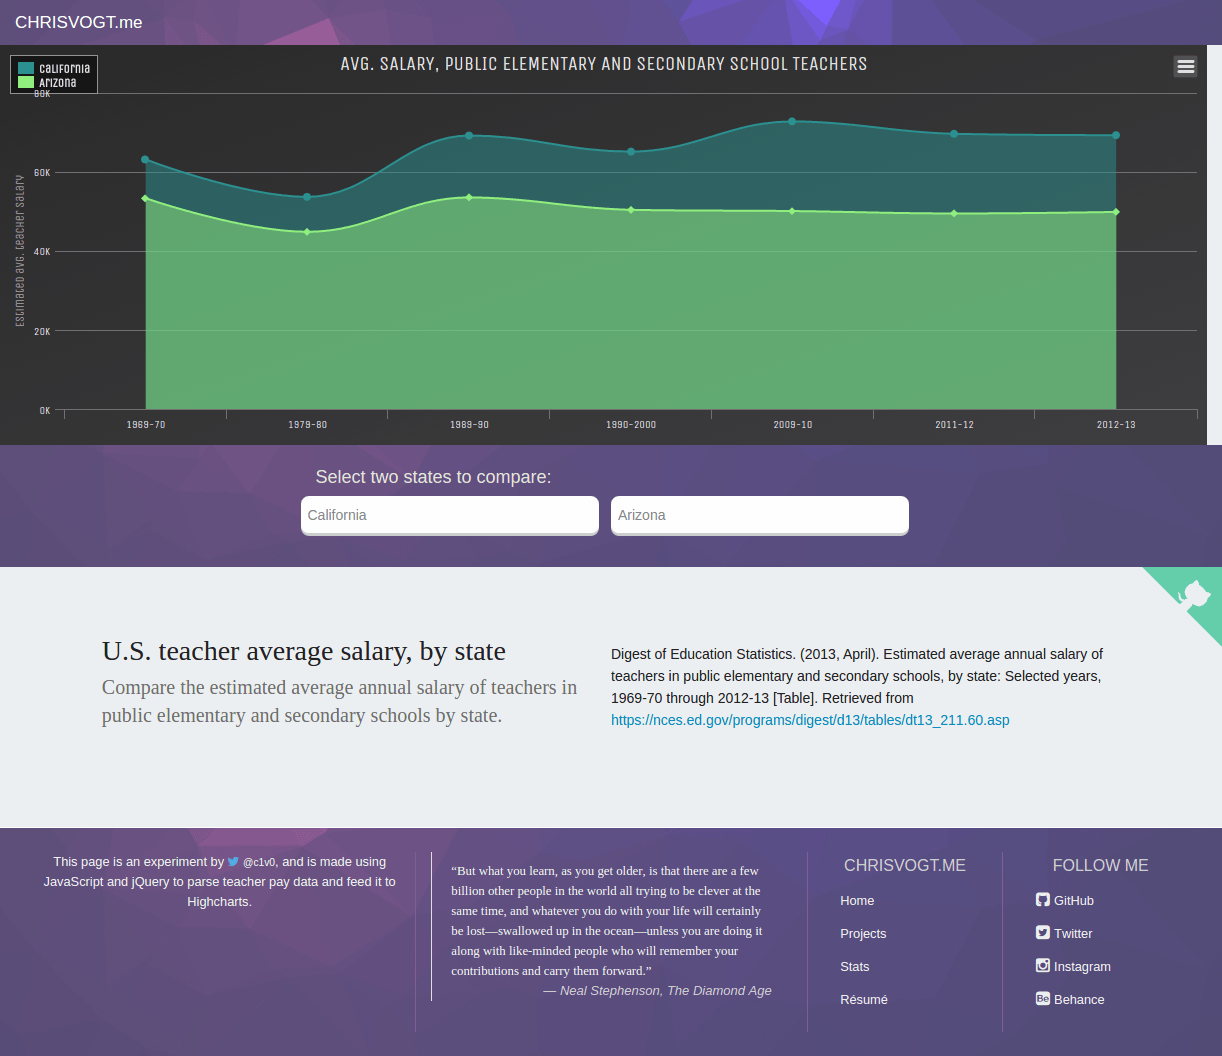 CHRISVOGT.me
California
Arizona
AVG. SALARY, PUBLIC ELEMENTARY AND SECONDARY SCHOOL TEACHERS
Estimated avg. teacher salary
80K
60K
40K
20K
0K
1969-70
1979-80
1989-90
1990-2000
2009-10
2011-12
2012-13
Select two states to compare:
California
Arizona
U.S. teacher average salary, by state
Compare the estimated average annual salary of teachers in
public elementary and secondary schools by state.
Digest of Education Statistics. (2013, April). Estimated average annual salary of
teachers in public elementary and secondary schools, by state: Selected years,
1969-70 through 2012-13 [Table]. Retrieved from
https://nces.ed.gov/programs/digest/d13/tables/dt13_211.60.asp
This page is an experiment by @c1v0, and is made using
JavaScript and jQuery to parse teacher pay data and feed it to
Highcharts.
“But what you learn, as you get older, is that there are a few
billion other people in the world all trying to be clever at the
same time, and whatever you do with your life will certainly
be lost—swallowed up in the ocean—unless you are doing it
along with like-minded people who will remember your
contributions and carry them forward.”
— Neal Stephenson, The Diamond Age
CHRISVOGT.ME
Home
Projects
Stats
Résumé
FOLLOW ME
GitHub
Twitter
Instagram
Behance